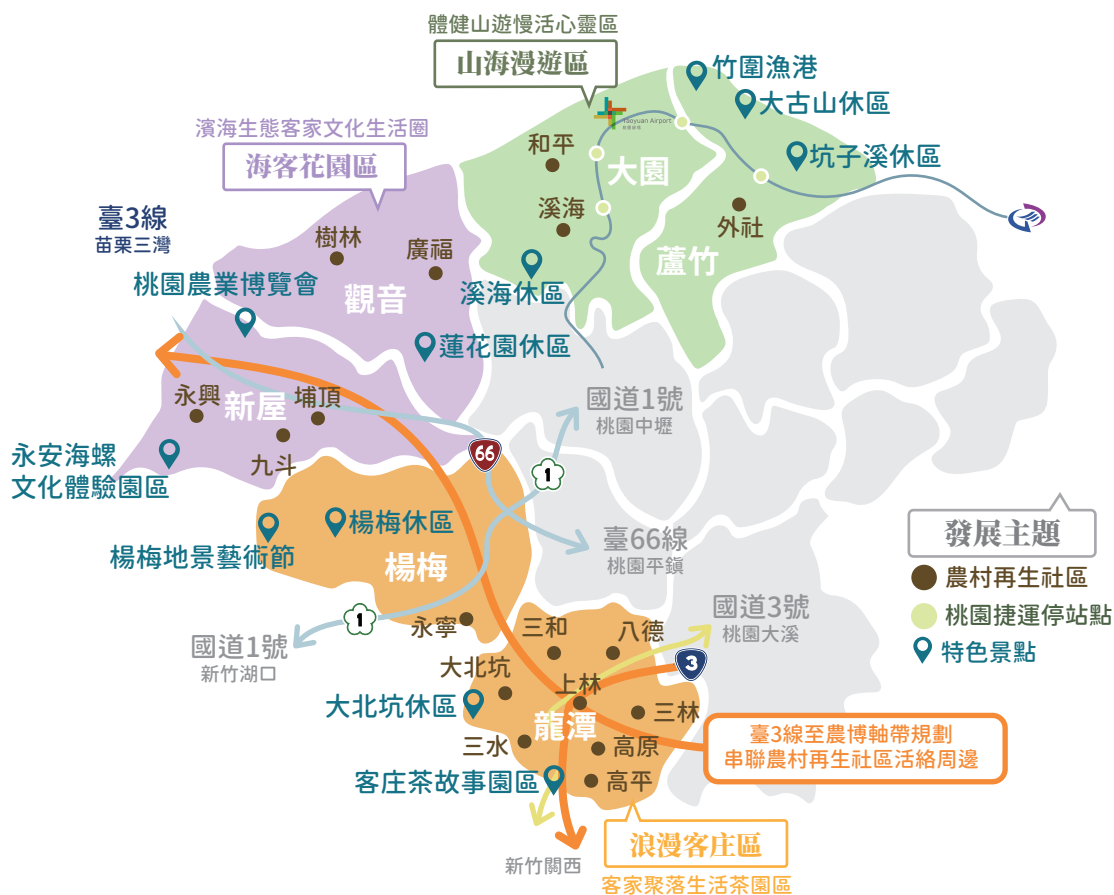 體健山遊慢活心靈區
山海漫遊區
竹圍漁港
大古山休區
Taoyuan Airport
坑子溪休區
濱海生態客家文化生活圈
海客花園區
和平
大園
溪海
外社
蘆竹
臺3線
苗栗三灣
樹林
廣福
桃園農業博覽會
觀音
溪海休區
蓮花園休區
永興
新屋
埔頂
九斗
永安海螺
文化體驗園區
國道1號
桃園中壢
66
1
楊梅休區
楊梅地景藝術節
楊梅
臺66線
桃園平鎮
發展主題
農村再生社區
桃園捷運停站點
特色景點
1
永寧
國道1號
新竹湖口
國道3號
桃園大溪
三和
八德
3
大北坑
上林
大北坑休區
龍潭
三林
三水
高原
客庄茶故事園區
高平
臺3線至農博軸帶規劃
串聯農村再生社區活絡周邊
浪漫客庄區
新竹關西
客家聚落生活茶園區